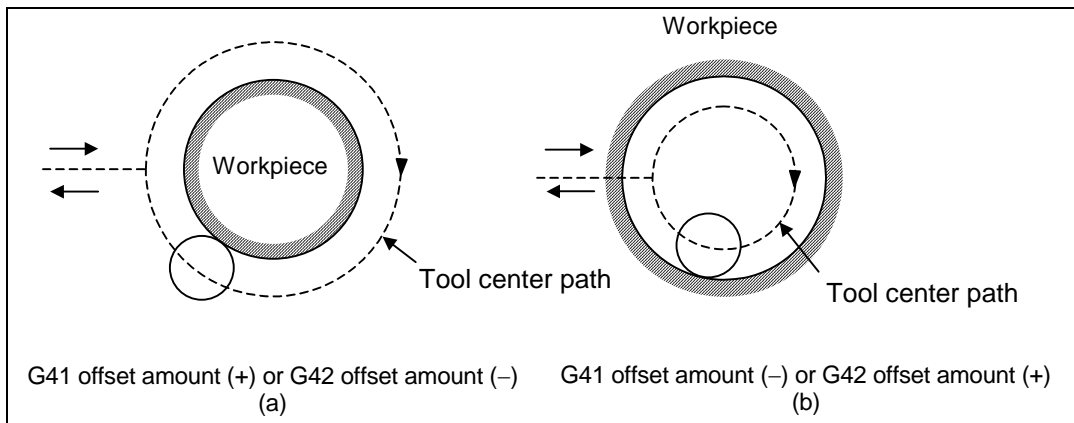 Workpiece
Workpiece
Tool center path
Tool center path
G41 offset amount (+) or G42 offset amount (−)
(a)
G41 offset amount (−) or G42 offset amount (+)
(b)